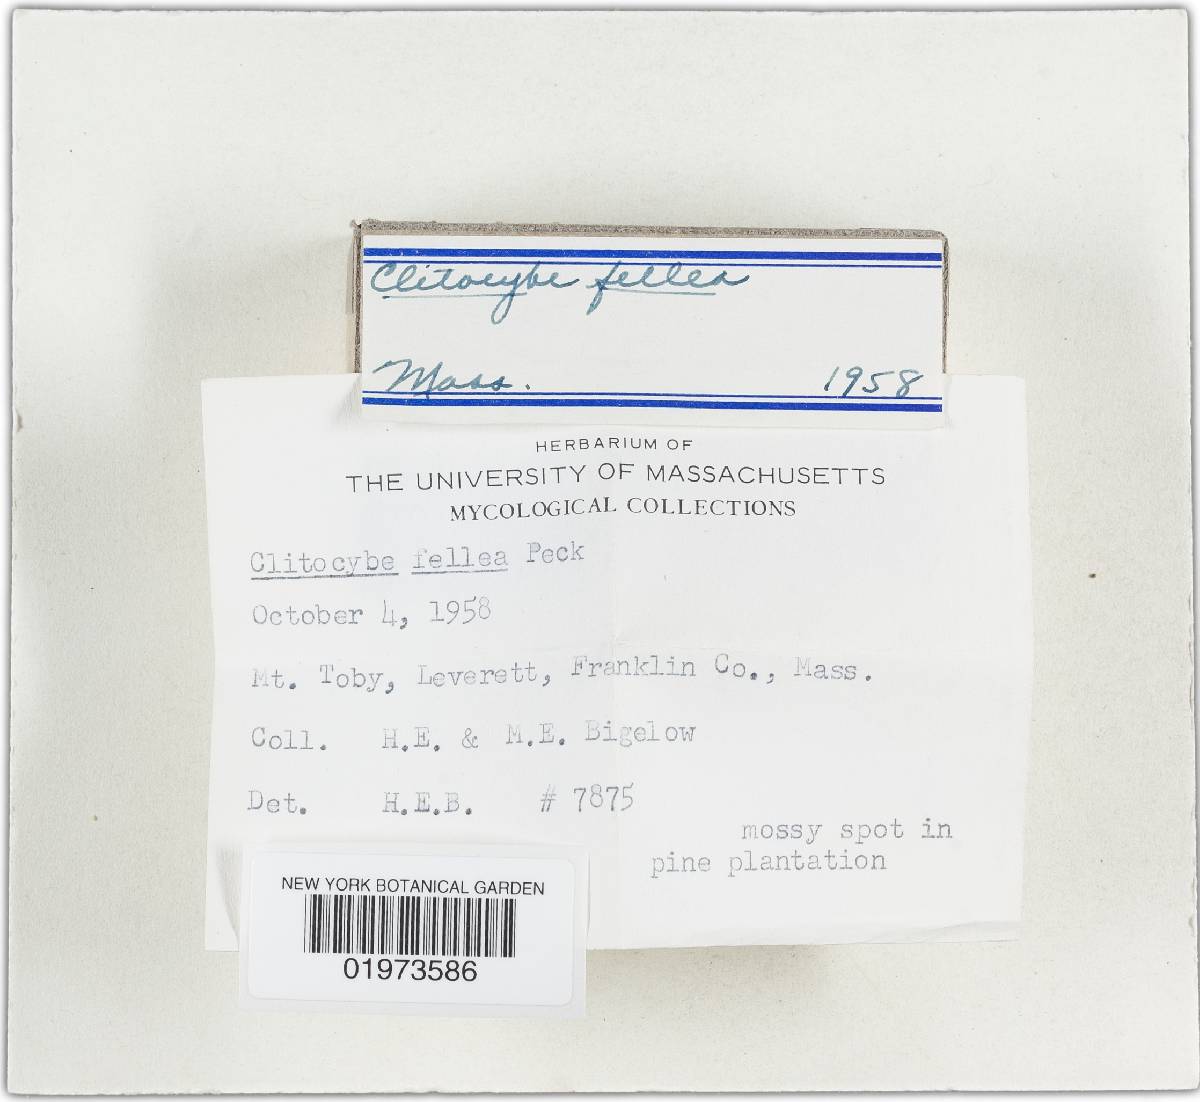 Clitocybe fellea
Mass. 1958
HERBARIUM OF
THE UNIVERSITY OF MASSACHUSETTS
MYCOLOGICAL COLLECTIONS
Clitocybe fellea Peck
October 4, 1958
Mt. Toby, Leverett, Franklin Co., Mass.
Coll. H.E. & M.E. Bigelow
Det. H.E.B. # 7875
mossy spot in
pine plantation
NEW YORK BOTANICAL GARDEN
01973586